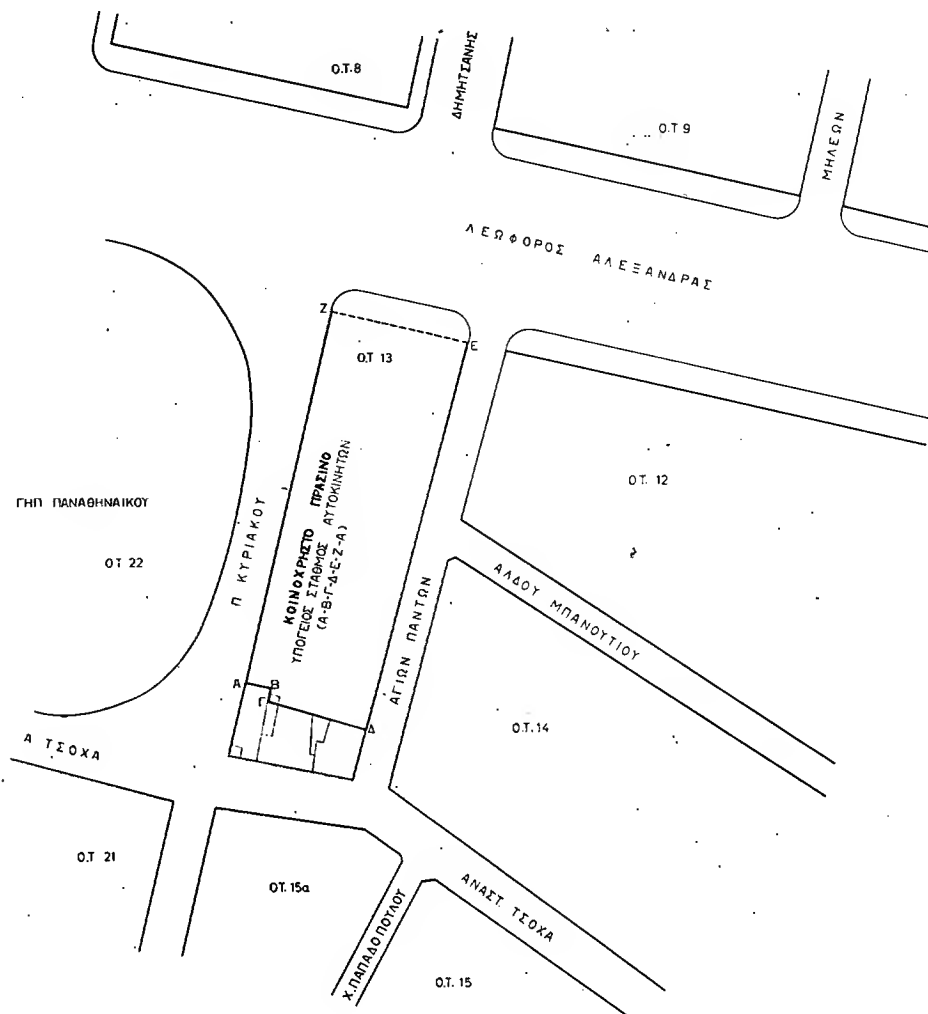 Ο.Τ.8
ΔΗΜΗΤΣΑΝΗΣ
Ο.Τ 9
ΜΗΛΕΩΝ
ΛΕΩΦΟΡΟΣ ΑΛΕΞΑΝΔΡΑΣ
Ζ
Ε
Ο.Τ 13
ΚΟΙΝΟΧΡΗΣΤΟ ΠΡΑΣΙΝΟ
ΥΠΟΓΕΙΟΣ ΣΤΑΘΜΟΣ ΑΥΤΟΚΙΝΗΤΩΝ
(Α-Β-Γ-Δ-Ε-Ζ-Α)
Ο.Τ. 12
ΓΗΠ ΠΑΝΑΘΗΝΑΙΚΟΥ
Ο.Τ 22
Π ΚΥΡΙΑΚΟΥ
ΑΓΙΩΝ ΠΑΝΤΩΝ
ΑΛΔΟΥ ΜΠΑΝΟΥΤΙΟΥ
Α
Β
Γ
Δ
Ο.Τ.14
Α ΤΣΟΧΑ
Ο.Τ 21
Ο.Τ. 15α
Χ.ΠΑΠΑΔΟΠΟΥΛΟΥ
ΑΝΑΣΤ. ΤΣΟΧΑ
Ο.Τ. 15